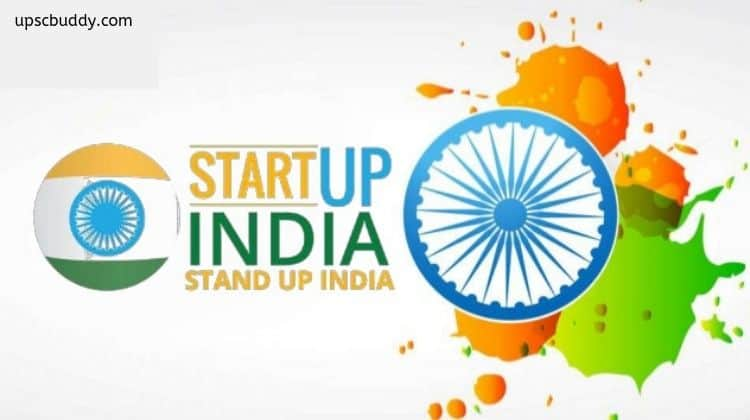 upscbuddy.com
STARTUP
INDIA
STAND UP INDIA